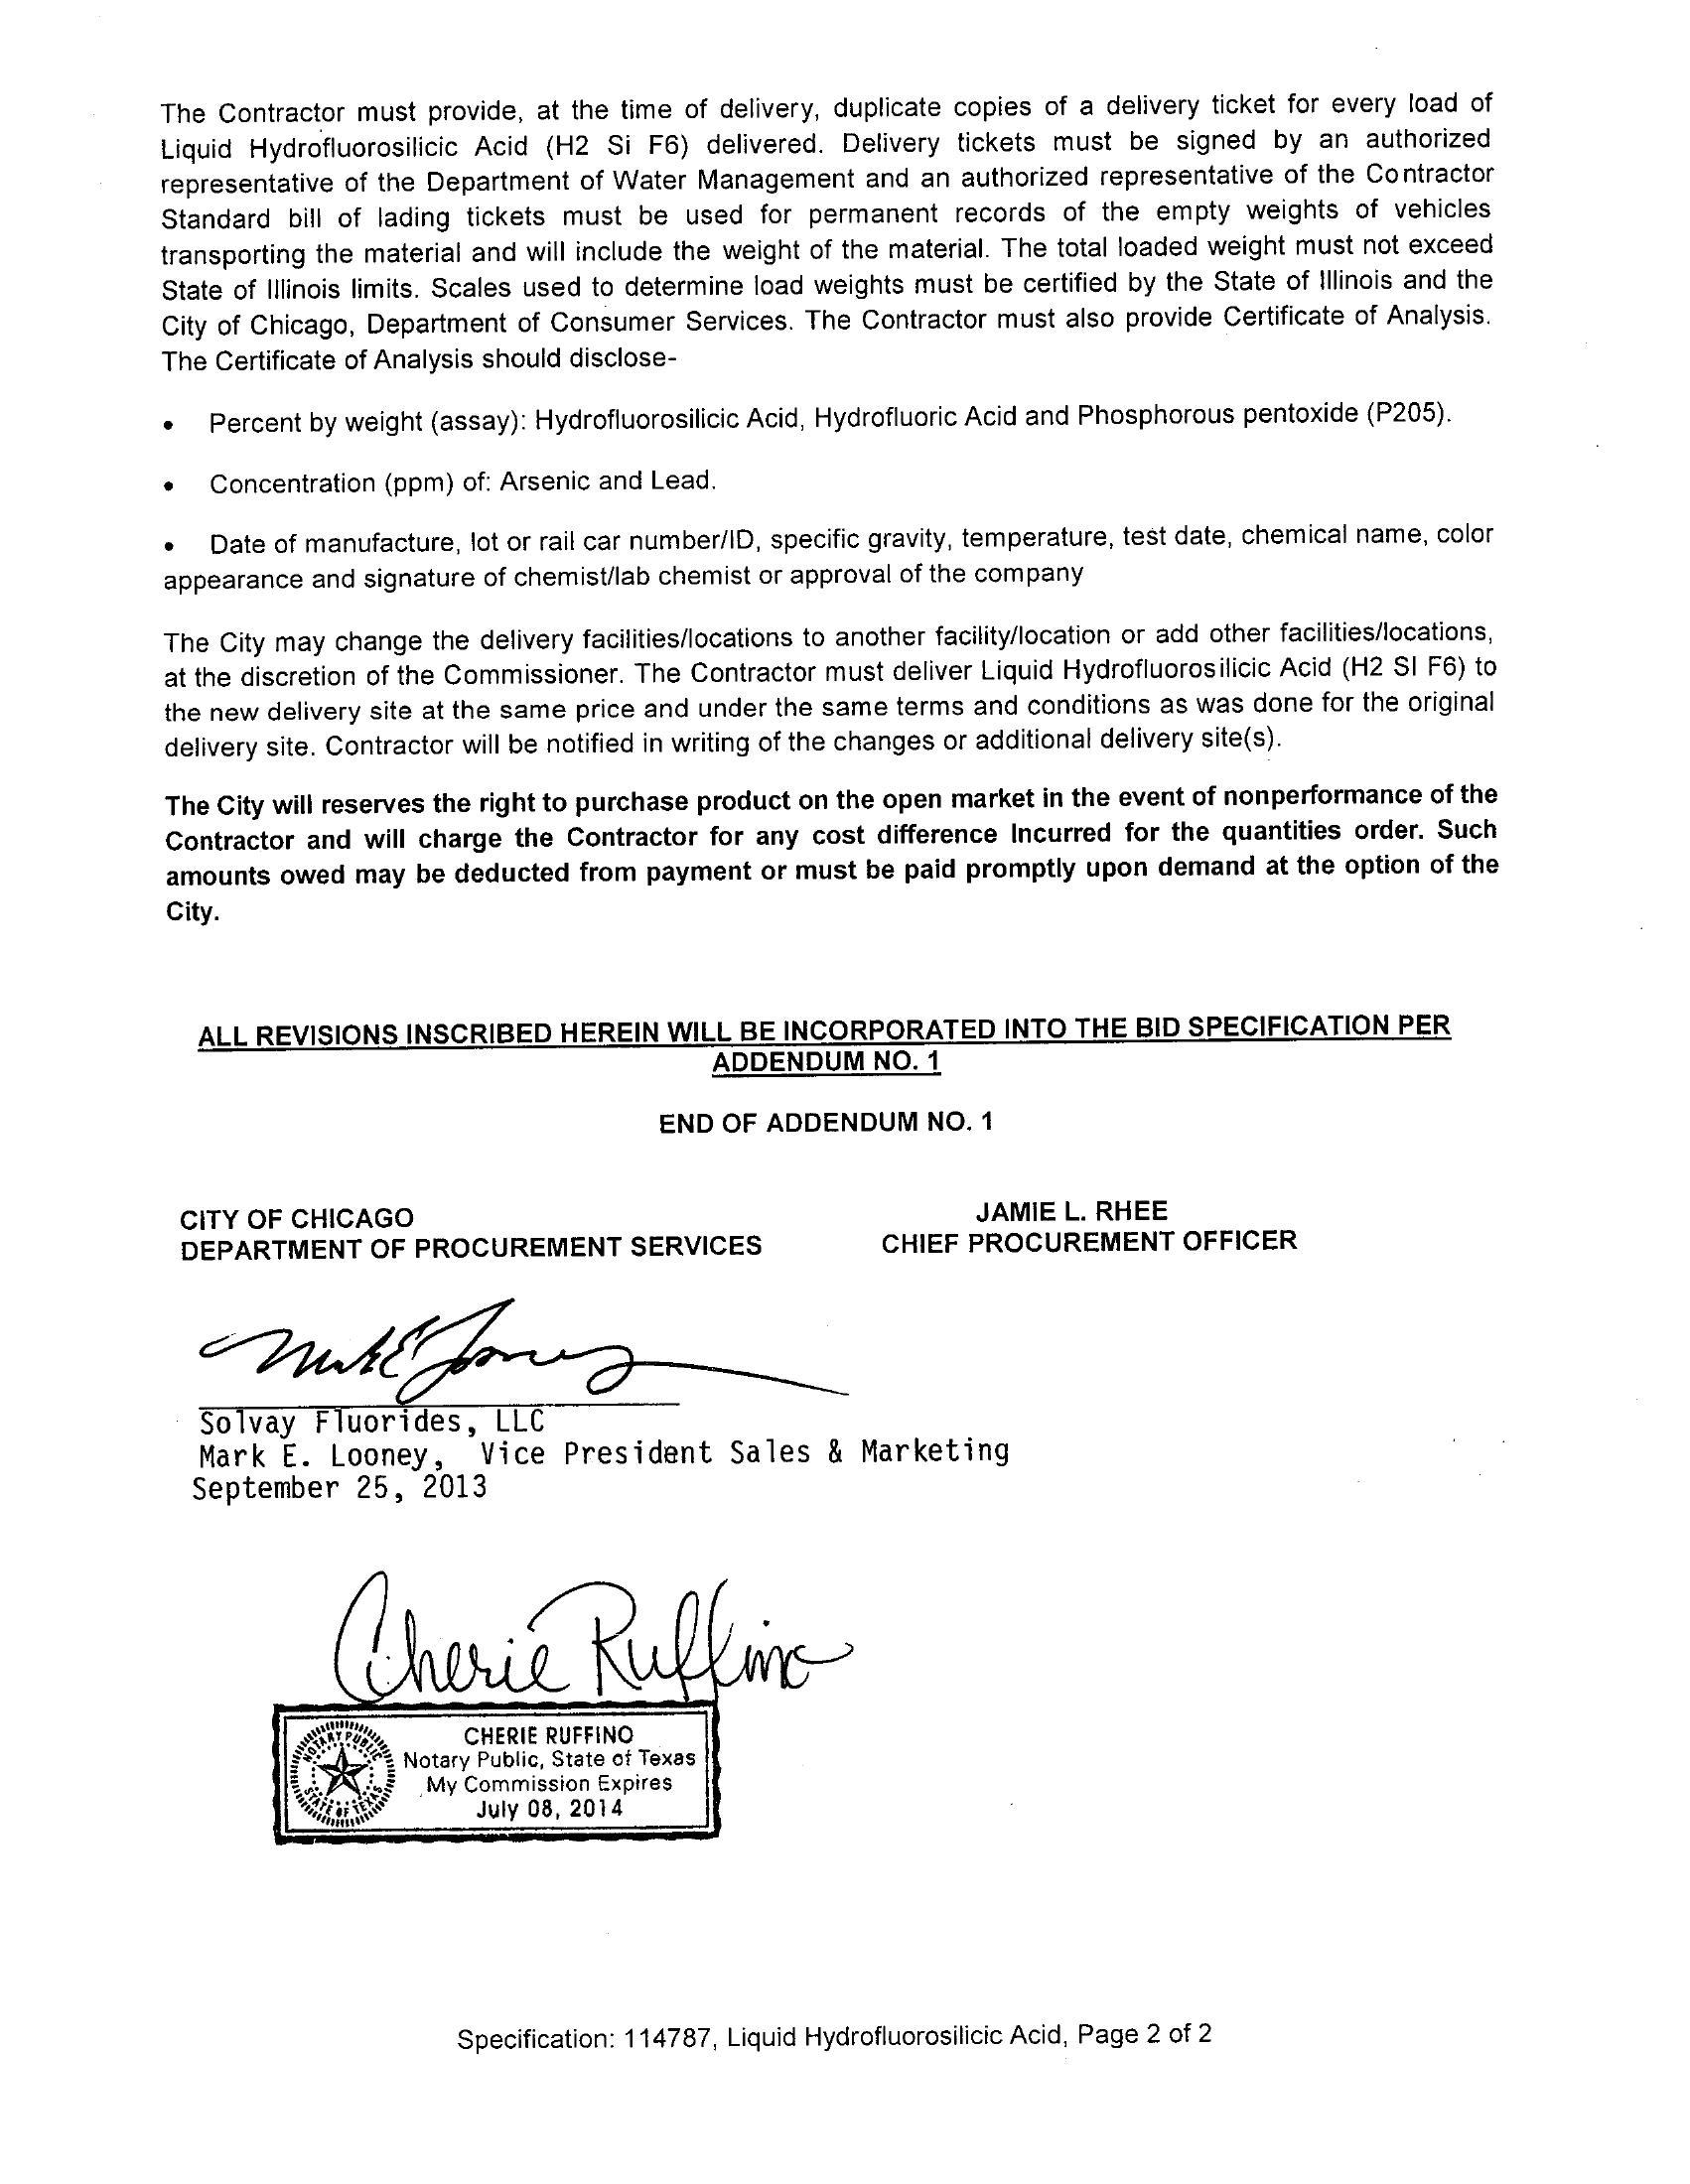 The Contractor must provide, at the time of delivery, duplicate copies of a delivery ticket for every load of
Liquid Hydrofluorosilicic Acid (H2 Si F6) delivered. Delivery tickets must be signed by an authorized
representative of the Department of Water Management and an authorized representative of the Contractor
Standard bill of lading tickets must be used for permanent records of the empty weights of vehicles
transporting the material and will include the weight of the material. The total loaded weight must not exceed
State of Illinois limits. Scales used to determine load weights must be certified by the State of Illinois and the
City of Chicago, Department of Consumer Services. The Contractor must also provide Certificate of Analysis.
The Certificate of Analysis should disclose-
• Percent by weight (assay): Hydrofluorosilicic Acid, Hydrofluoric Acid and Phosphorous pentoxide (P205).
• Concentration (ppm) of: Arsenic and Lead.
• Date of manufacture, lot or rail car number/ID, specific gravity, temperature, test date, chemical name, color
appearance and signature of chemist/lab chemist or approval of the company
The City may change the delivery facilities/locations to another facility/location or add other facilities/locations,
at the discretion of the Commissioner. The Contractor must deliver Liquid Hydrofluorosilicic Acid (H2 SI F6) to
the new delivery site at the same price and under the same terms and conditions as was done for the original
delivery site. Contractor will be notified in writing of the changes or additional delivery site(s).
The City will reserves the right to purchase product on the open market in the event of nonperformance of the
Contractor and will charge the Contractor for any cost difference Incurred for the quantities order. Such
amounts owed may be deducted from payment or must be paid promptly upon demand at the option of the
City.
ALL REVISIONS INSCRIBED HEREIN WILL BE INCORPORATED INTO THE BID SPECIFICATION PER
ADDENDUM NO. 1
END OF ADDENDUM NO. 1
CITY OF CHICAGO
DEPARTMENT OF PROCUREMENT SERVICES
JAMIE L. RHEE
CHIEF PROCUREMENT OFFICER
Solvay Fluorides, LLC
Mark E. Looney, Vice President Sales & Marketing
September 25, 2013
Cherie Ruffino
NOTARY PUBLIC
STATE OF TEXAS
CHERIE RUFFINO
Notary Public, State of Texas
My Commission Expires
July 08, 2014
Specification: 114787, Liquid Hydrofluorosilicic Acid, Page 2 of 2